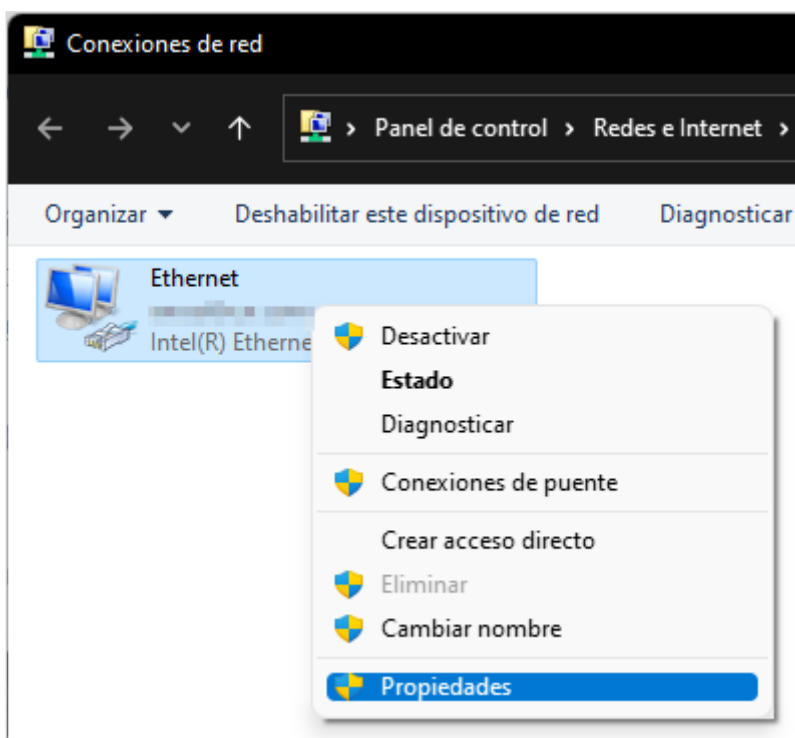 Conexiones de red
Panel de control > Redes e Internet >
Organizar Deshabilitar este dispositivo de red Diagnosticar
Ethernet
Intel(R) Etherne
Desactivar
Estado
Diagnosticar
Conexiones de puente
Crear acceso directo
Eliminar
Cambiar nombre
Propiedades